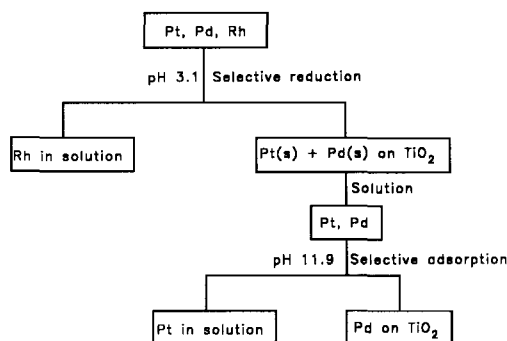 Pt, Pd, Rh
pH 3.1 Selective reduction
Rh in solution
Pt(s) + Pd(s) on TiO₂
Solution
Pt, Pd
pH 11.9 Selective adsorption
Pt in solution
Pd on TiO₂